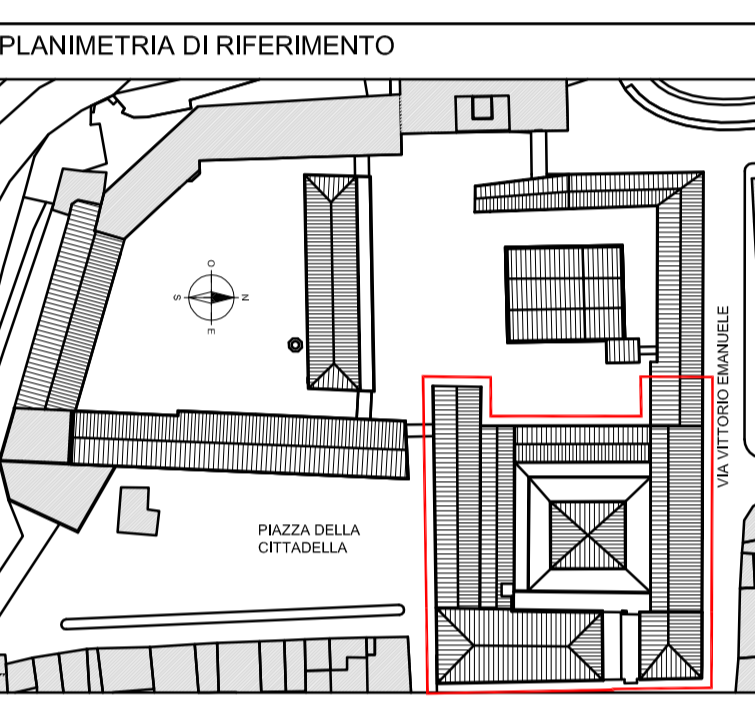 PLANIMETRIA DI RIFERIMENTO
O
S
N
E
VIA VITTORIO EMANUELE
PIAZZA DELLA
CITTADELLA